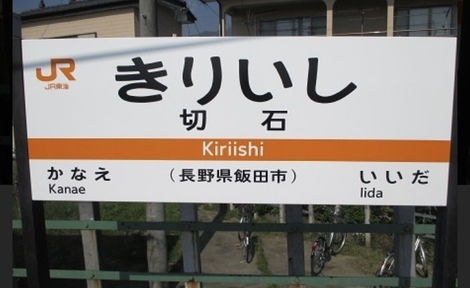 JR
JR東海
きりいし
切石
Kiriishi
かなえ (長野県飯田市) いいだ
Kanae Iida